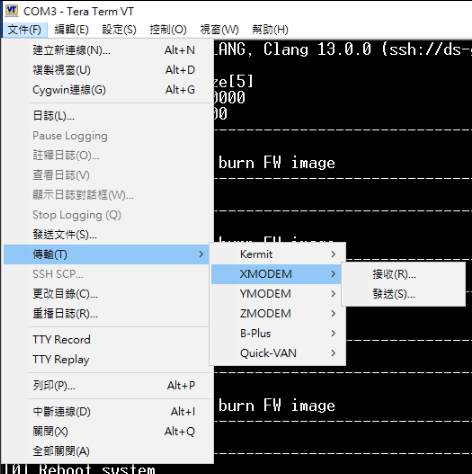 COM3 - Tera Term VT
文件(F) 編輯(E) 設定(S) 控制(O) 視窗(W) 幫助(H)
建立新連線(N)... Alt+N
LANG, Clang 13.0.0 (ssh://ds-
複製視窗(U) Alt+D
ze[5]
Cygwin連線(G) Alt+G
0000
日誌(L)...
00
Pause Logging
註釋日誌(O)...
burn FW image
查看日誌(V)
顯示日誌對話框(W)...
Stop Logging (Q)
發送文件(S)...
burn FW image
傳輸(T)
Kermit
SSH SCP...
XMODEM
接收(R)...
更改目錄(C)...
YMODEM
發送(S)...
重播日誌(R)...
ZMODEM
TTY Record
B-Plus
TTY Replay
Quick-VAN
列印(P)... Alt+P
中斷連線(D) Alt+I
burn FW image
關閉(X) Alt+Q
全部關閉(A)
[0] Reboot system